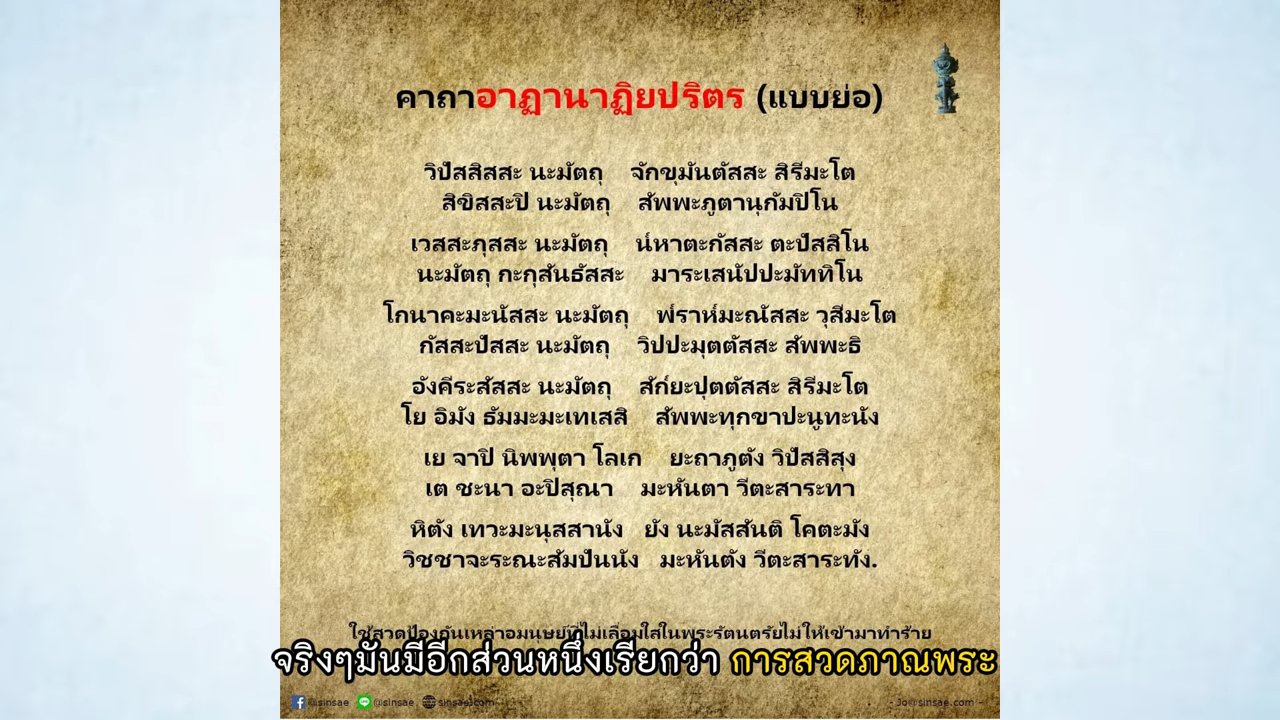 คาถาอาฏานาฏิยปริตร (แบบย่อ)
วิปัสสิสสะ นะมัตถุ จักขุมันตัสสะ สิรีมะโต
สิขิสสะปิ นะมัตถุ สัพพะภูตานุกัมปิโน
เวสสะภุสสะ นะมัตถุ น์หาตะกัสสะ ตะปัสสิโน
นะมัตถุ กะกุสันธัสสะ มาระเสนัปปะมัททิโน
โกนาคะมะนัสสะ นะมัตถุ พ์ราห์มะณัสสะ วุสีมะโต
กัสสะปัสสะ นะมัตถุ วิปปะมุตตัสสะ สัพพะธิ
อังคีระสัสสะ นะมัตถุ สัก์ยะปุตตัสสะ สิรีมะโต
โย อิมัง ธัมมะมะเทเสสิ สัพพะทุกขาปะนูทะนัง
เย จาปิ นิพพุตา โลเก ยะถาภูตัง วิปัสสิสุง
เต ชะนา อะปิสุณา มะหันตา วีตะสาระทา
หิตัง เทวะมะนุสสานัง ยัง นะมัสสันติ โคตะมัง
วิชชาจะระณะสัมปันนัง มะหันตัง วีตะสาระทัง.
ใช้สวดป้องกันเหล่าอมนุษย์ที่ไม่เลื่อมใสในพระรัตนตรัยไม่ให้เข้ามาทำร้าย
จริงๆมันมีอีกส่วนหนึ่งเรียกว่า การสวดภาณพระ
@sinsae @sinsae sinsae.com - Jo@sinsae.com -